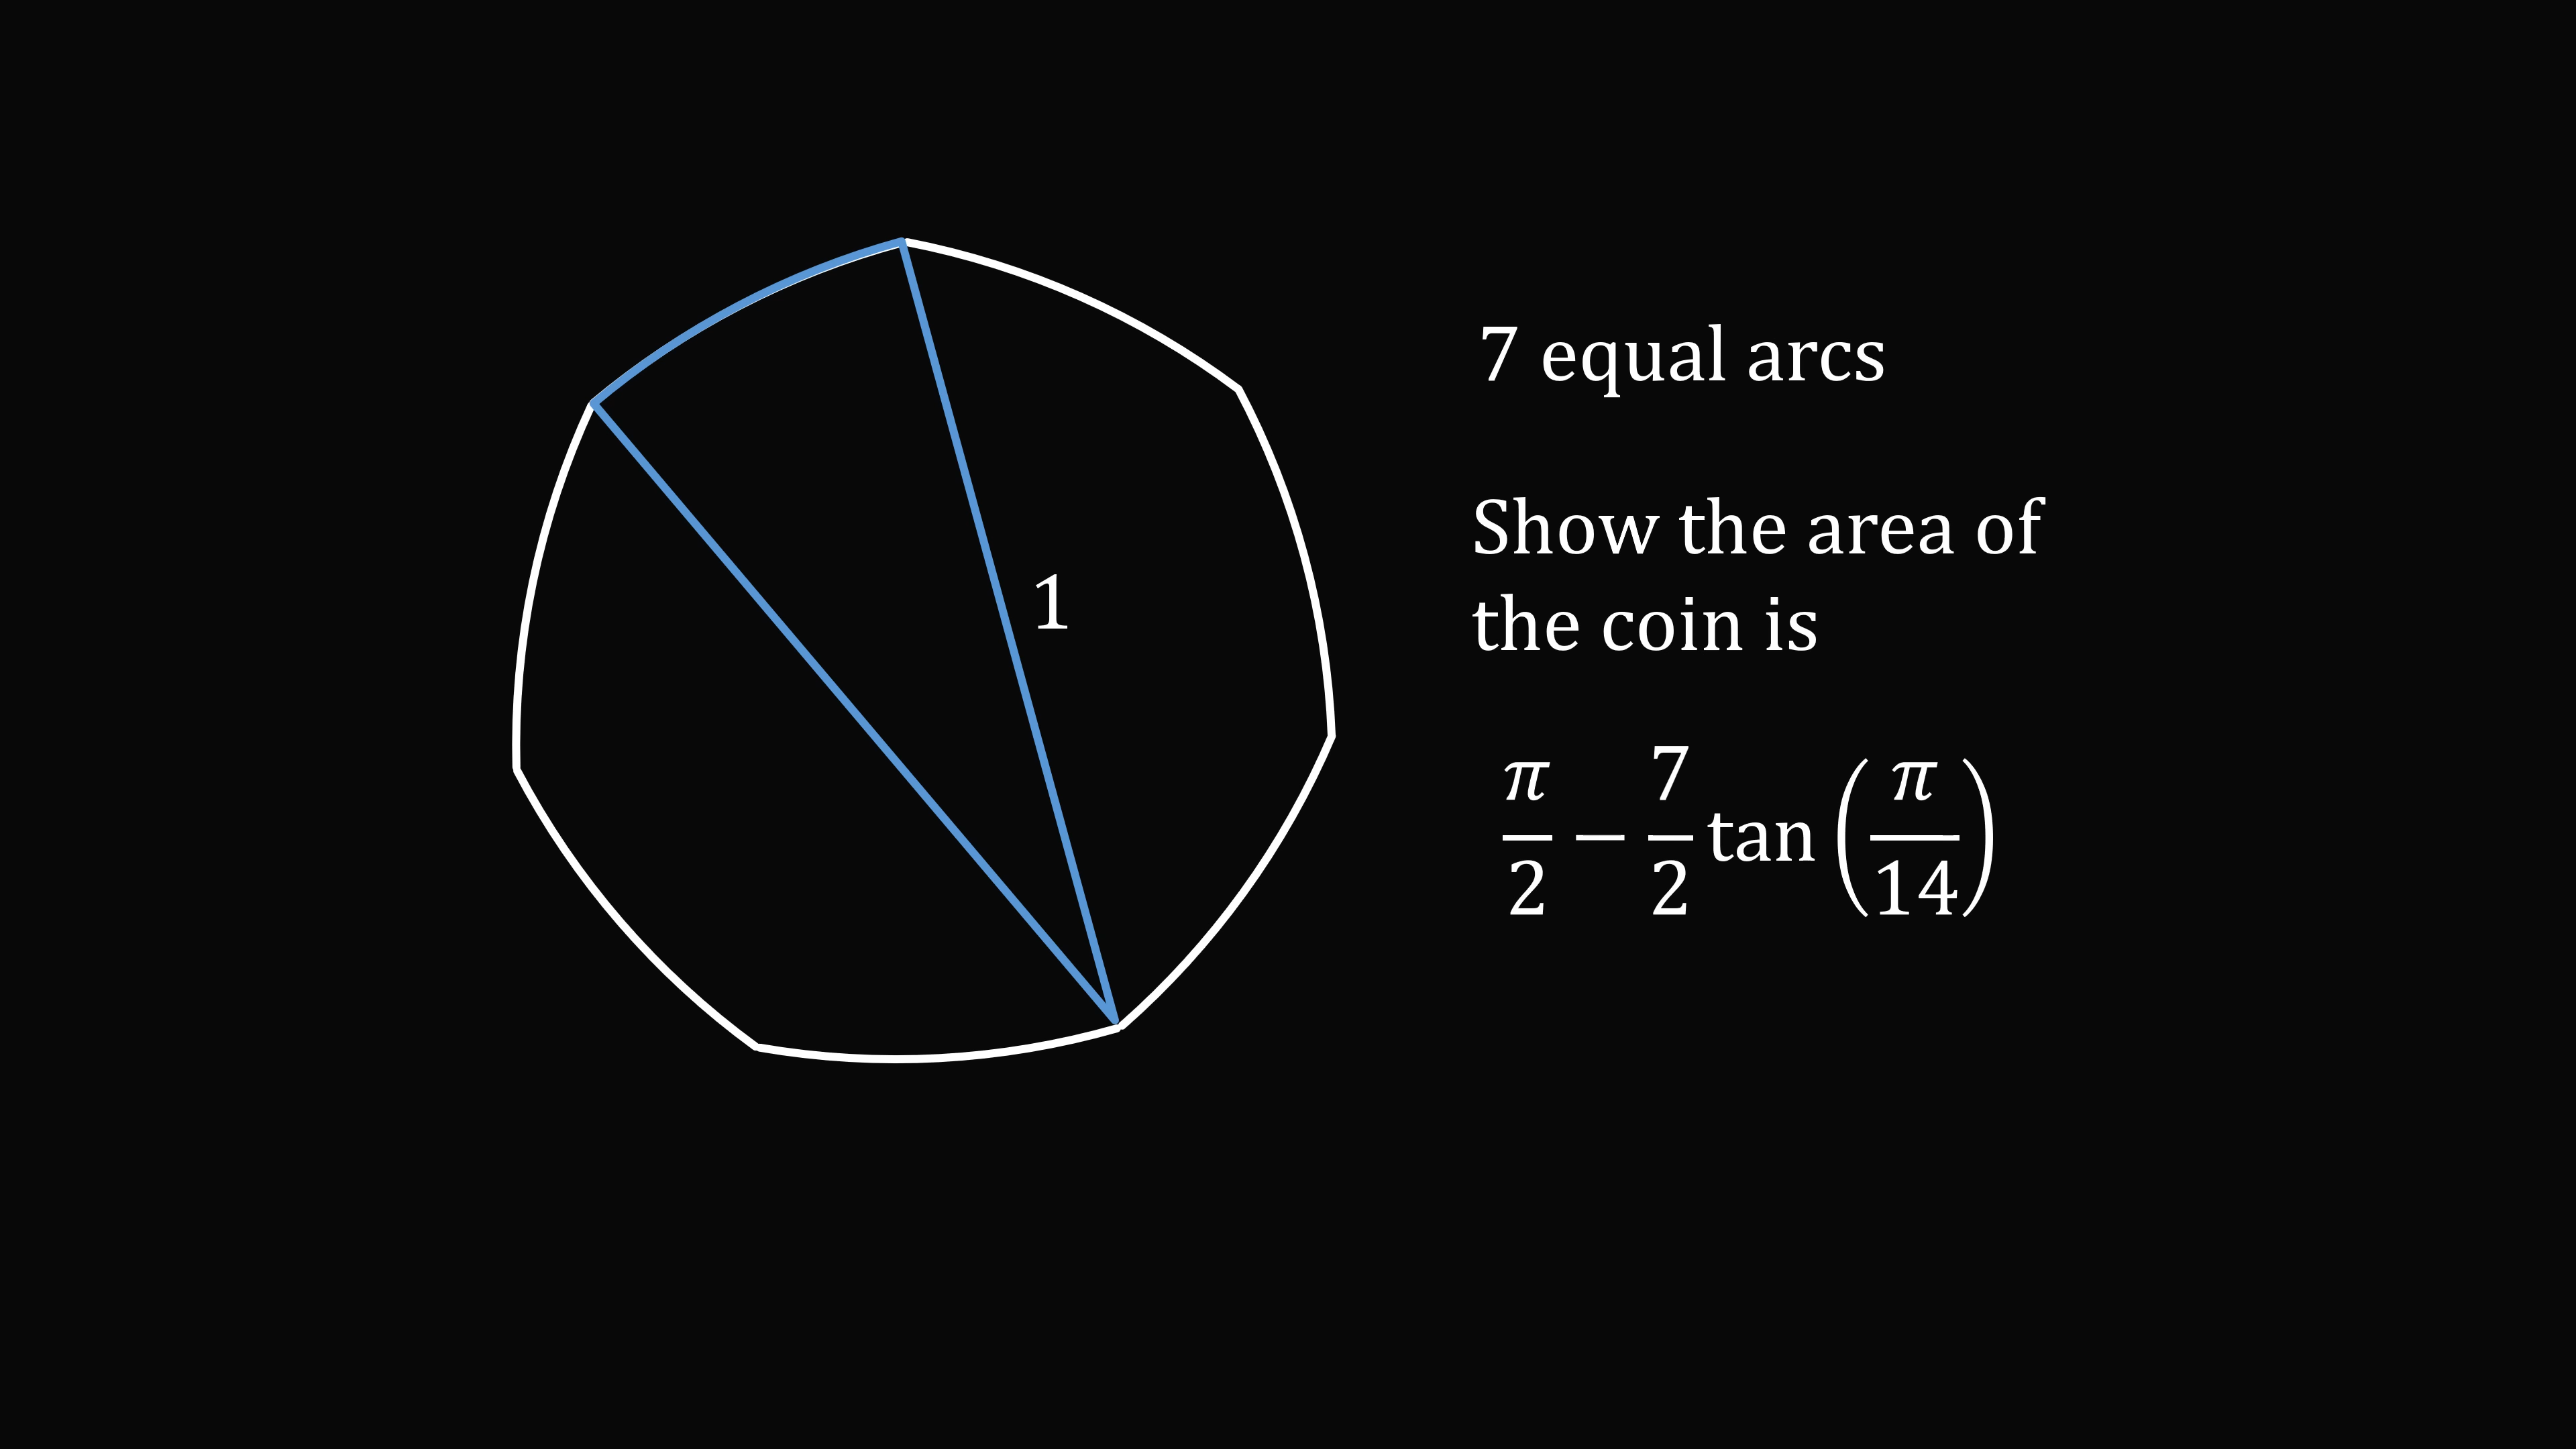 1
7 equal arcs
Show the area of
the coin is
π/2 − 7/2 tan(π/14)